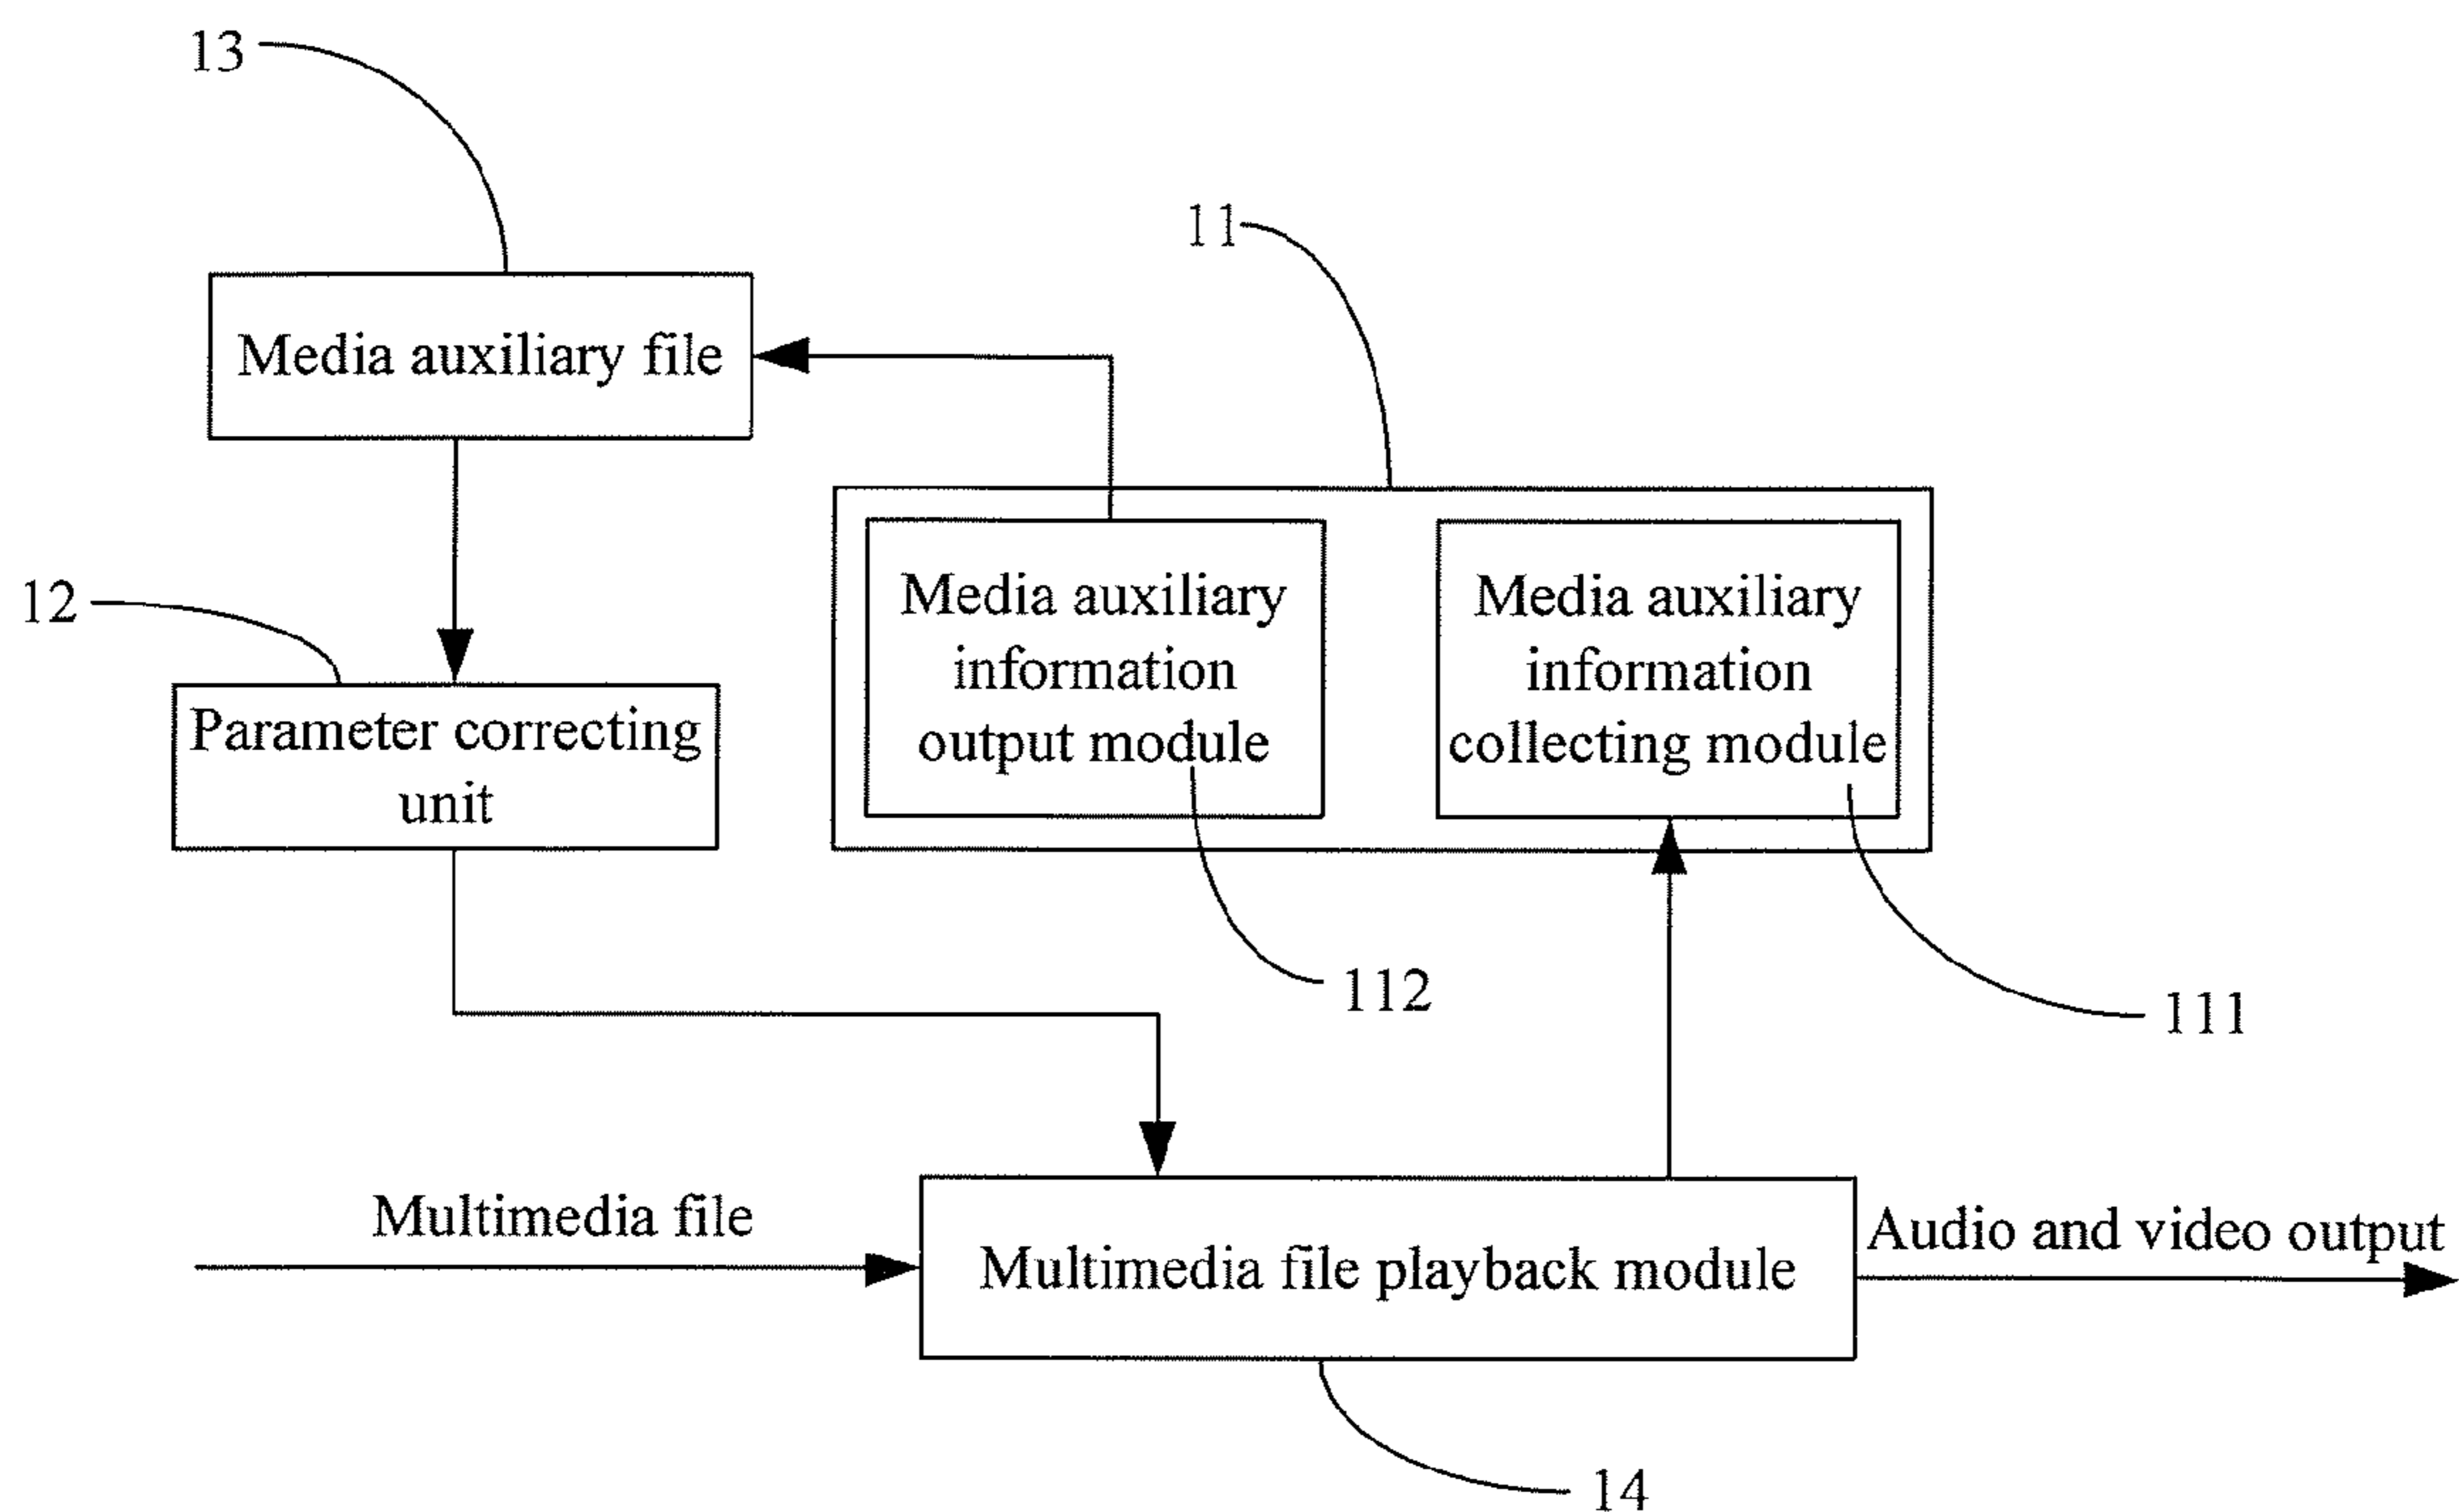 13
11
Media auxiliary file
12
Media auxiliary
information
output module
Media auxiliary
information
collecting module
Parameter correcting
unit
112
111
Multimedia file
Multimedia file playback module
Audio and video output
14